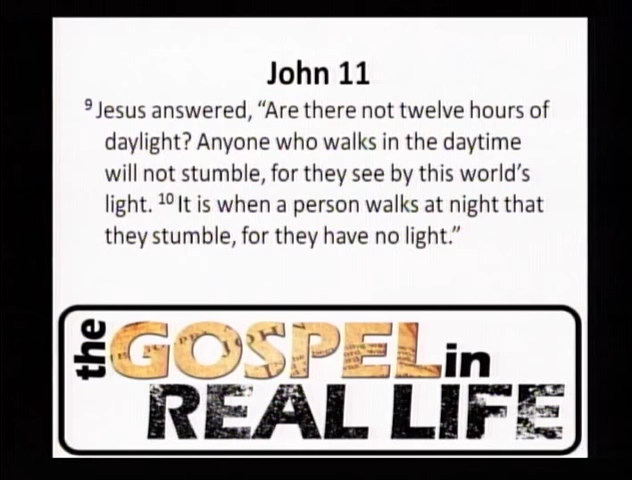 John 11
⁹ Jesus answered, “Are there not twelve hours of
daylight? Anyone who walks in the daytime
will not stumble, for they see by this world’s
light. ¹⁰ It is when a person walks at night that
they stumble, for they have no light.”
the GOSPEL in
REAL LIFE